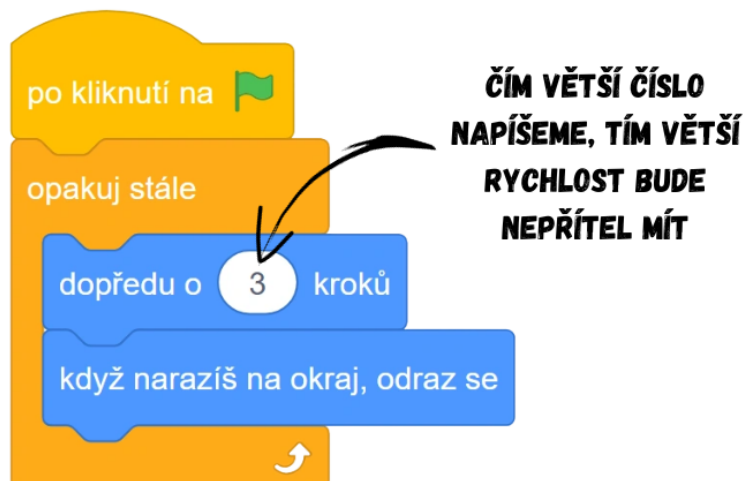 po kliknutí na
opakuj stále
dopředu o 3 kroků
když narazíš na okraj, odraz se
ČÍM VĚTŠÍ ČÍSLO
NAPÍŠEME, TÍM VĚTŠÍ
RYCHLOST BUDE
NEPŘÍTEL MÍT